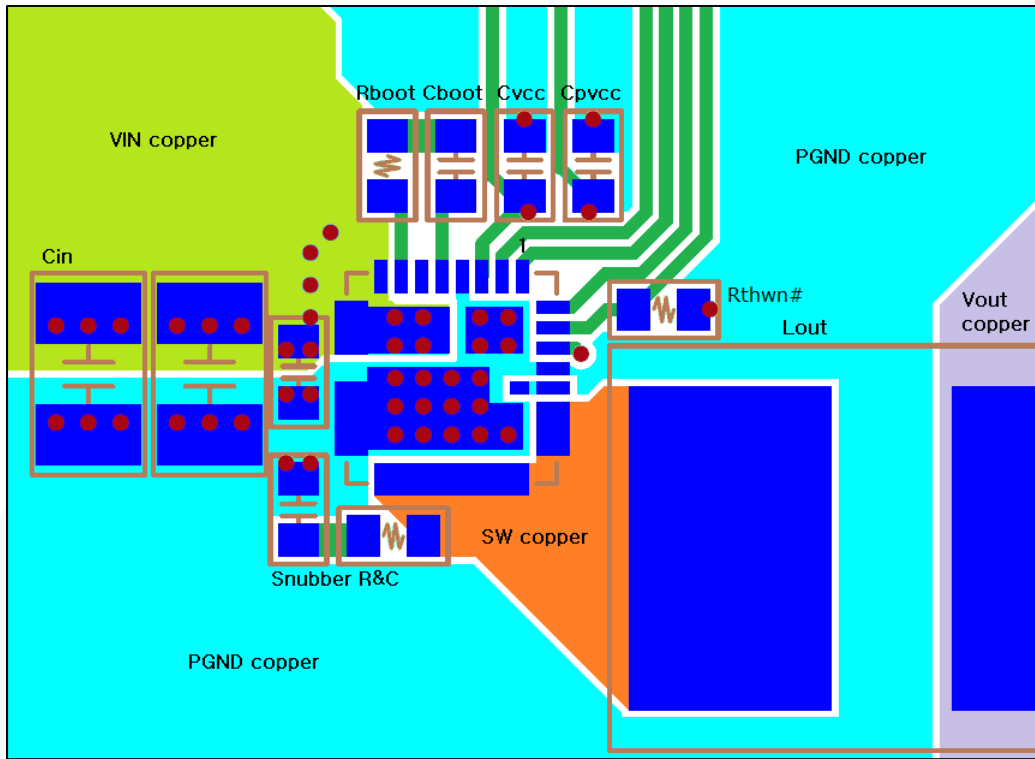 Rboot Cboot Cvcc Cpvcc
VIN copper
PGND copper
1
Cin
Rthwn#
Vout
copper
Lout
SW copper
Snubber R&C
PGND copper